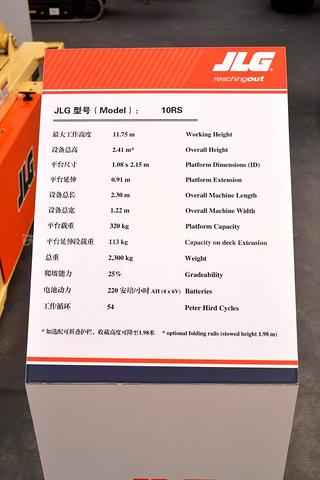 JLG
reachingout
JLG 型号（Model）： 10RS
最大工作高度 11.75 m Working Height
设备总高 2.41 m* Overall Height
平台尺寸 1.08 x 2.15 m Platform Dimensions (ID)
平台延伸 0.91 m Platform Extension
设备总长 2.30 m Overall Machine Length
设备总宽 1.22 m Overall Machine Width
平台载重 320 kg Platform Capacity
平台延伸段载重 113 kg Capacity on deck Extension
总重 2,300 kg Weight
爬坡能力 25% Gradeability
电池动力 220 安培/小时 AH (4 x 6V) Batteries
工作循环 54 Peter Hird Cycles
* 如选配可折叠护栏，收藏高度可降至1.98米 * optional folding rails (stowed height 1.98 m)
JLG